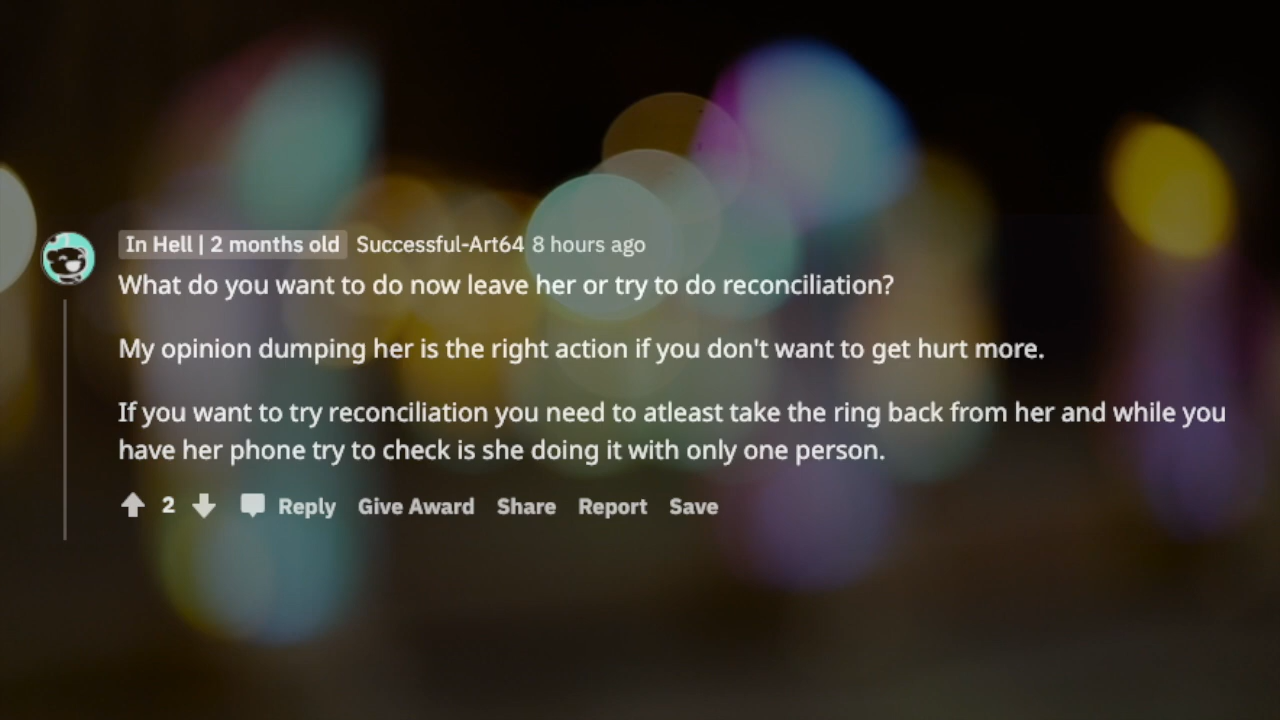 In Hell | 2 months old Successful-Art64 8 hours ago
What do you want to do now leave her or try to do reconciliation?
My opinion dumping her is the right action if you don't want to get hurt more.
If you want to try reconciliation you need to atleast take the ring back from her and while you
have her phone try to check is she doing it with only one person.
2 Reply Give Award Share Report Save